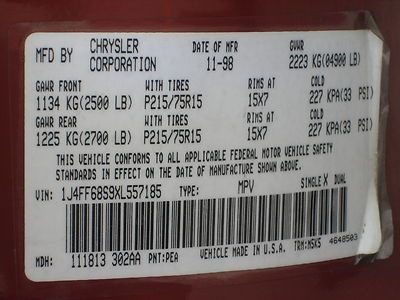 MFD BY CHRYSLER CORPORATION DATE OF MFR 11-98 GVWR 2223 KG(04900 LB)
GAWR FRONT WITH TIRES RIMS AT COLD
1134 KG(2500 LB) P215/75R15 15X7 227 KPA(33 PSI)
GAWR REAR WITH TIRES RIMS AT COLD
1225 KG(2700 LB) P215/75R15 15X7 227 KPA(33 PSI)
THIS VEHICLE CONFORMS TO ALL APPLICABLE FEDERAL MOTOR VEHICLE SAFETY
STANDARDS IN EFFECT ON THE DATE OF MANUFACTURE SHOWN ABOVE.
VIN: 1J4FF68S9XL557185 TYPE: MPV SINGLE X DUAL
MDH: 111813 302AA PNT:PEA VEHICLE MADE IN U.S.A. TRM:M5K5 4648503